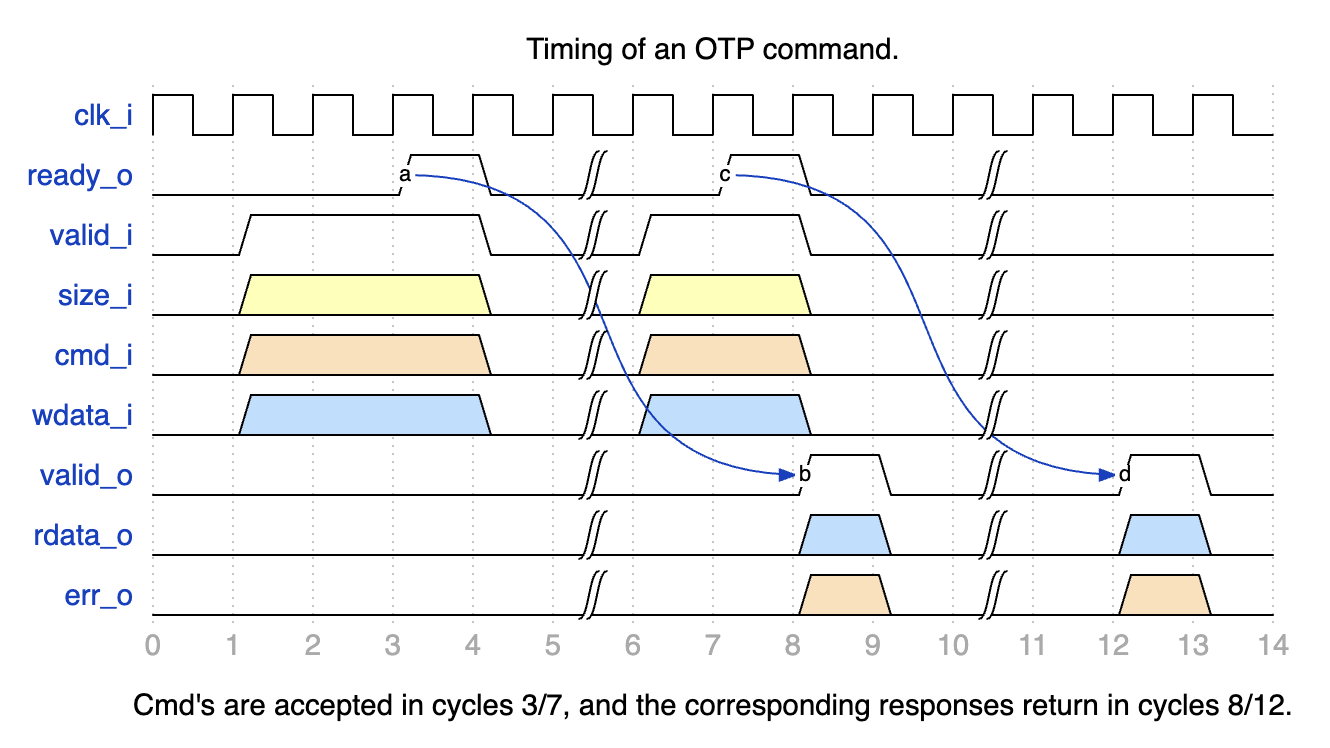 Timing of an OTP command.
clk_i
ready_o
a
c
valid_i
size_i
cmd_i
wdata_i
valid_o
b
d
rdata_o
err_o
0 1 2 3 4 5 6 7 8 9 10 11 12 13 14
Cmd's are accepted in cycles 3/7, and the corresponding responses return in cycles 8/12.